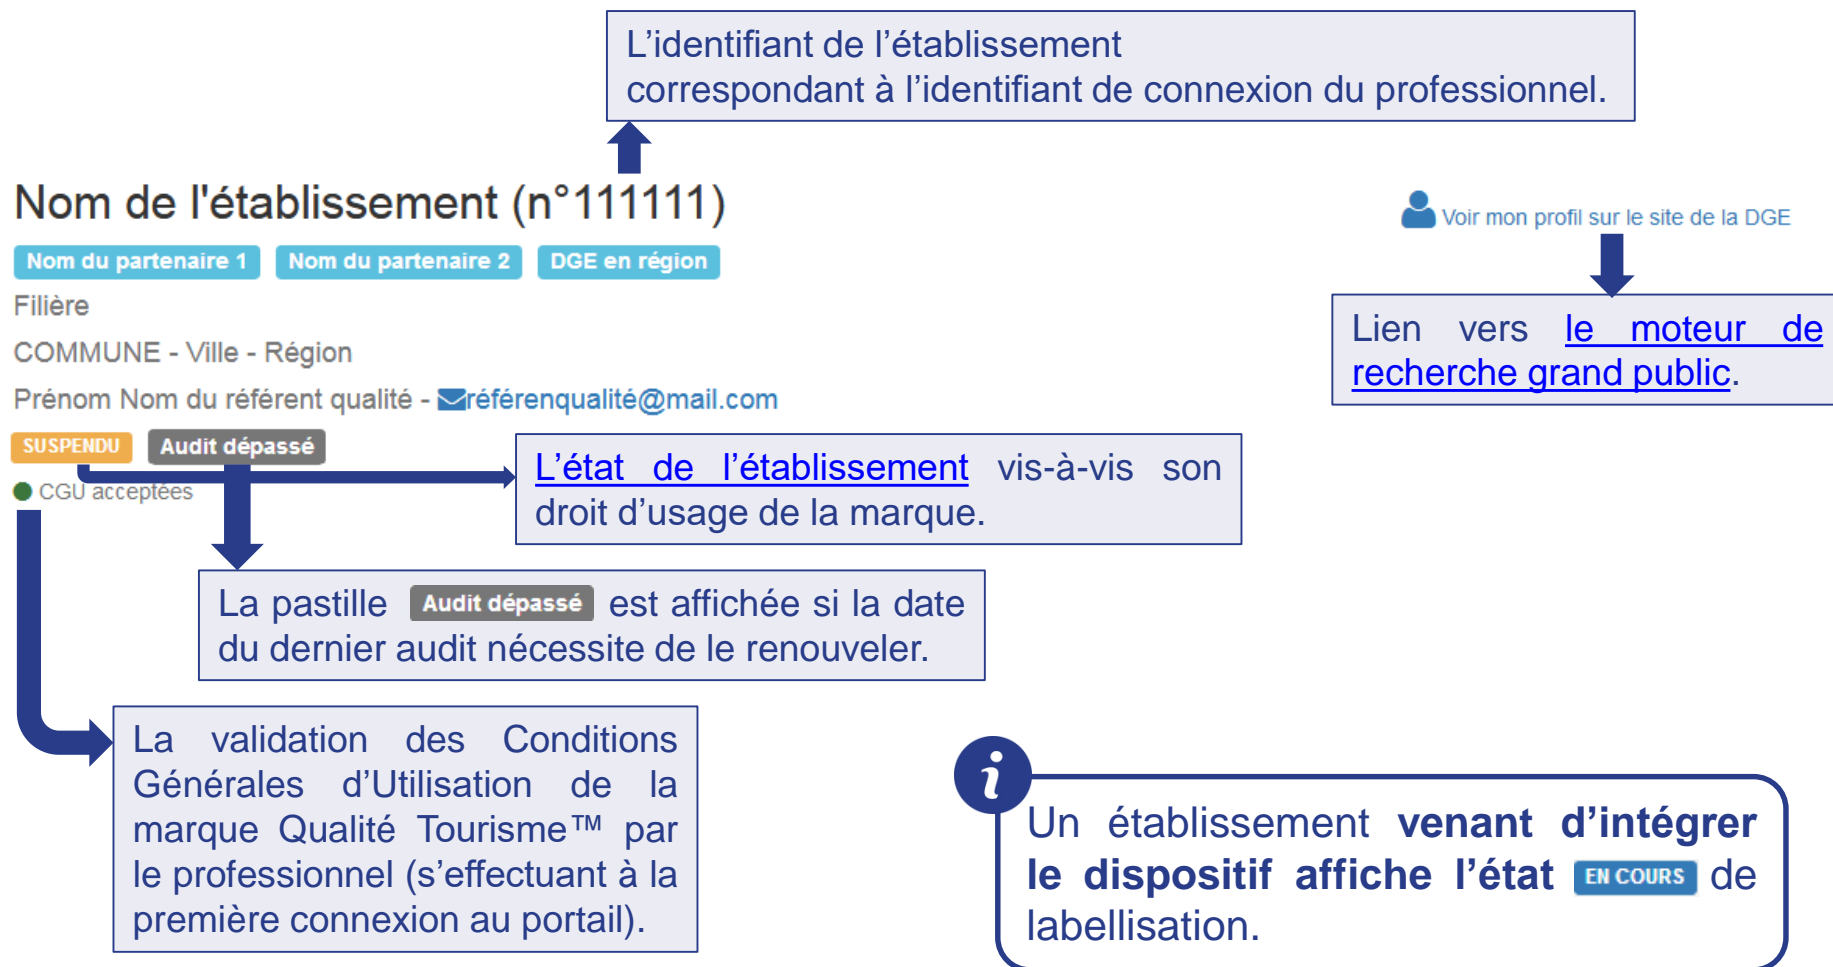 L’identifiant de l’établissement
correspondant à l’identifiant de connexion du professionnel.
Nom de l'établissement (n°111111)
Voir mon profil sur le site de la DGE
Nom du partenaire 1 Nom du partenaire 2 DGE en région
Filière
COMMUNE - Ville - Région
Lien vers le moteur de
recherche grand public.
Prénom Nom du référent qualité - référenqualité@mail.com
SUSPENDU Audit dépassé
CGU acceptées
L’état de l’établissement vis-à-vis son
droit d’usage de la marque.
La pastille Audit dépassé est affichée si la date
du dernier audit nécessite de le renouveler.
La validation des Conditions
Générales d’Utilisation de la
marque Qualité Tourisme™ par
le professionnel (s’effectuant à la
première connexion au portail).
i
Un établissement venant d’intégrer
le dispositif affiche l’état EN COURS de
labellisation.